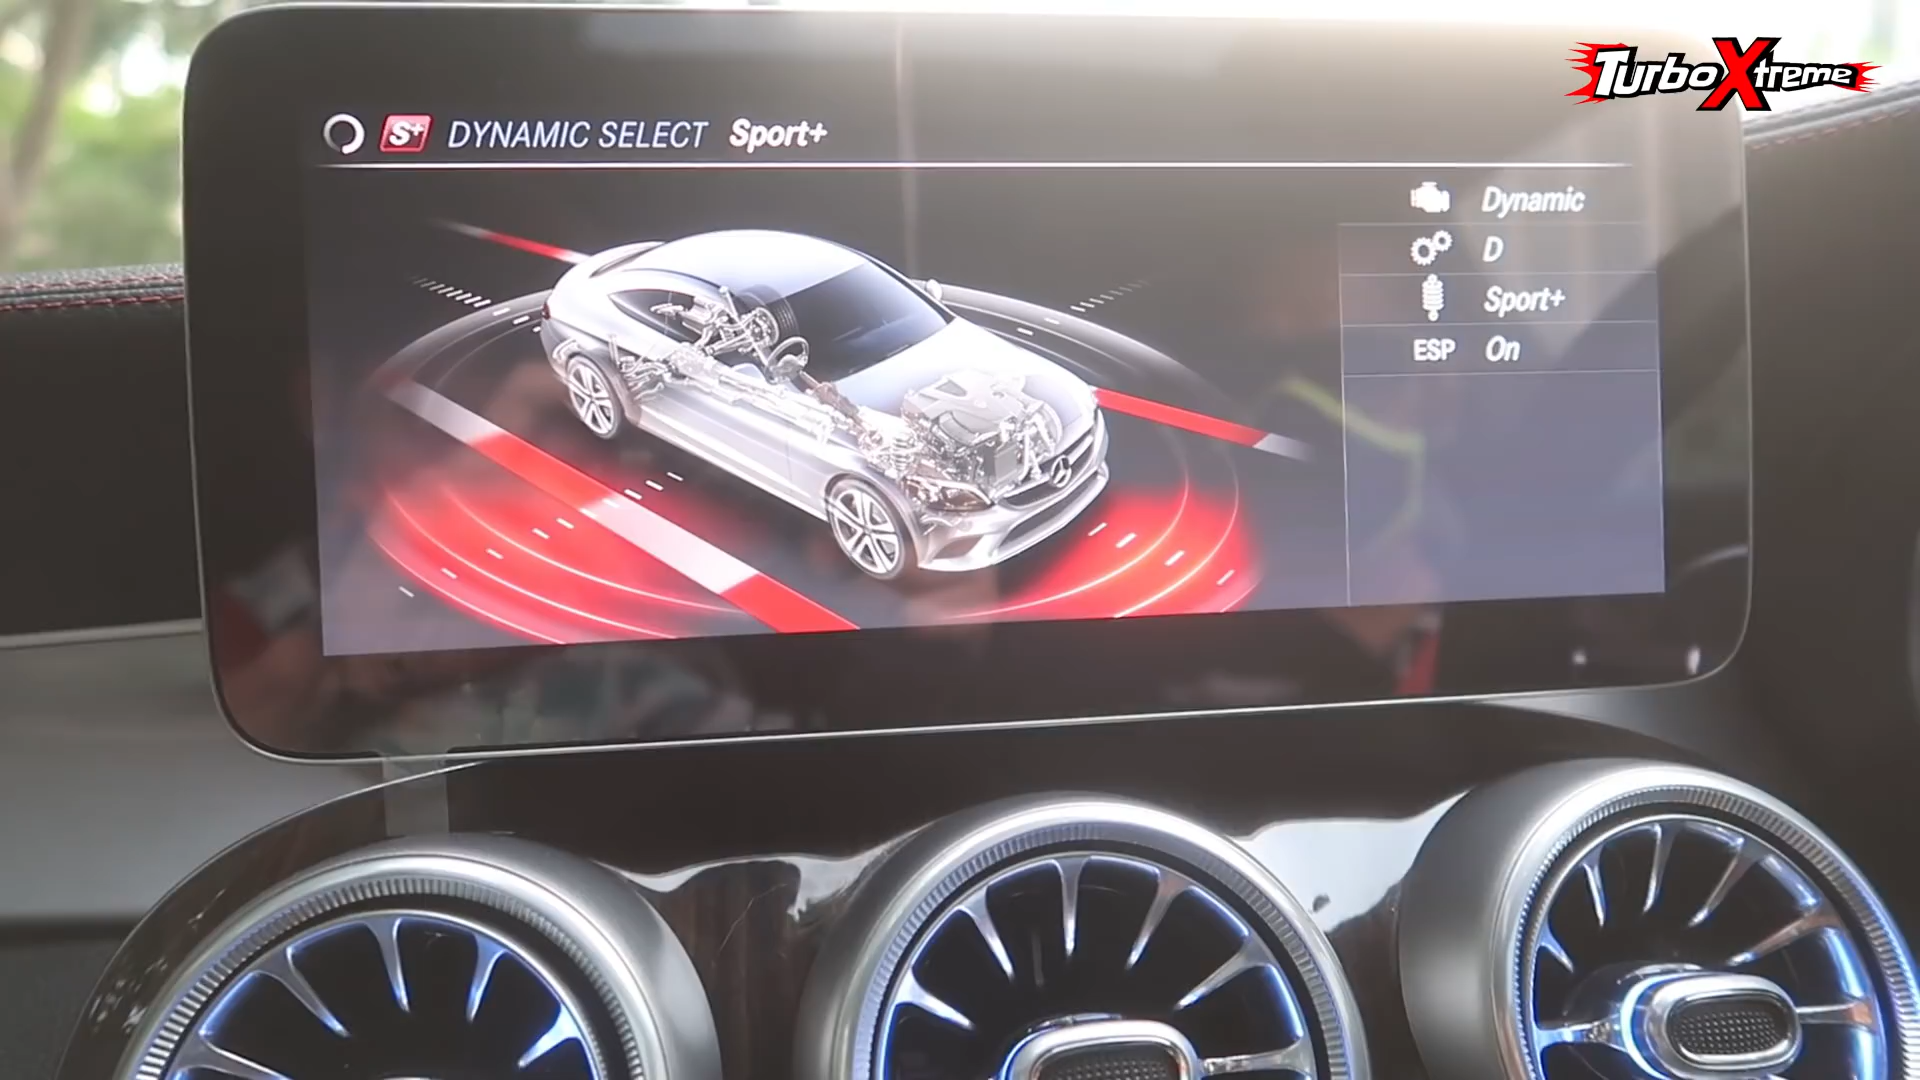 TurboXtreme
S+ DYNAMIC SELECT Sport+
Dynamic
D
Sport+
ESP On